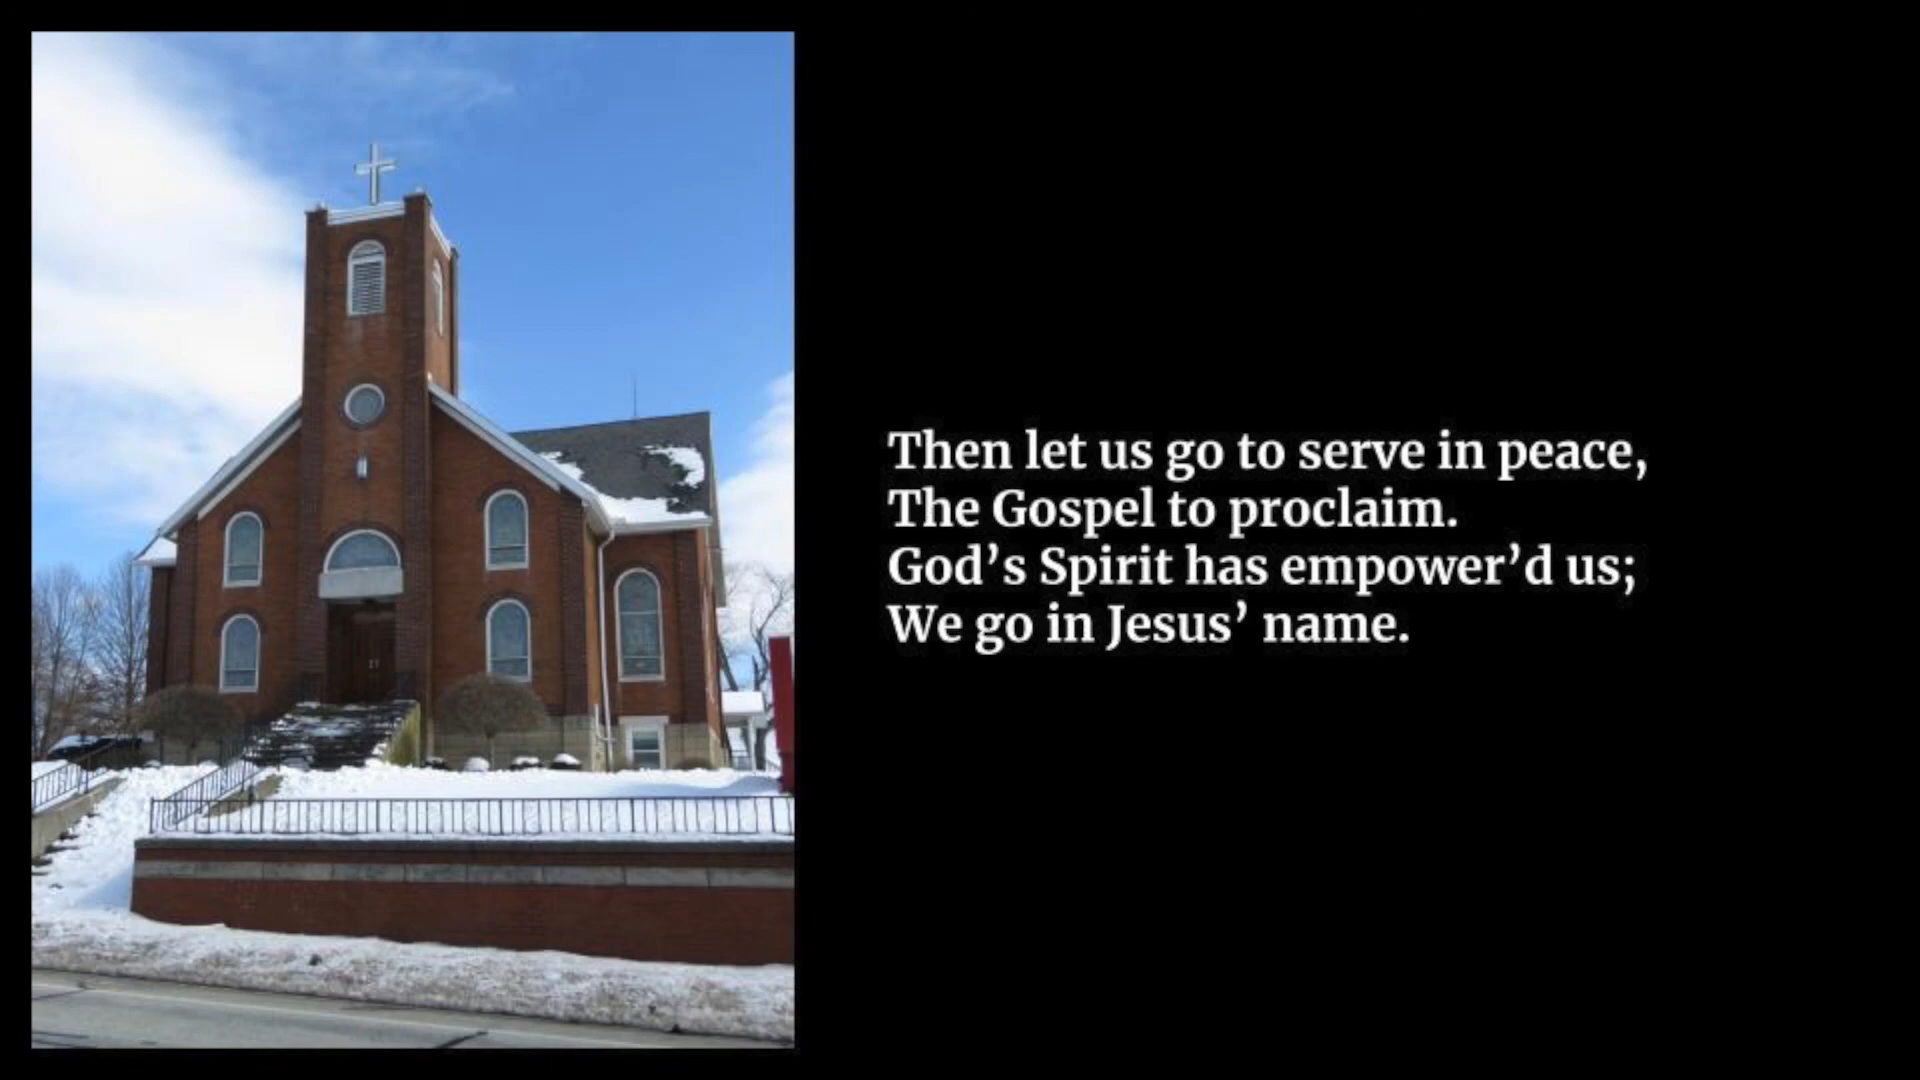 Then let us go to serve in peace,
The Gospel to proclaim.
God’s Spirit has empower’d us;
We go in Jesus’ name.